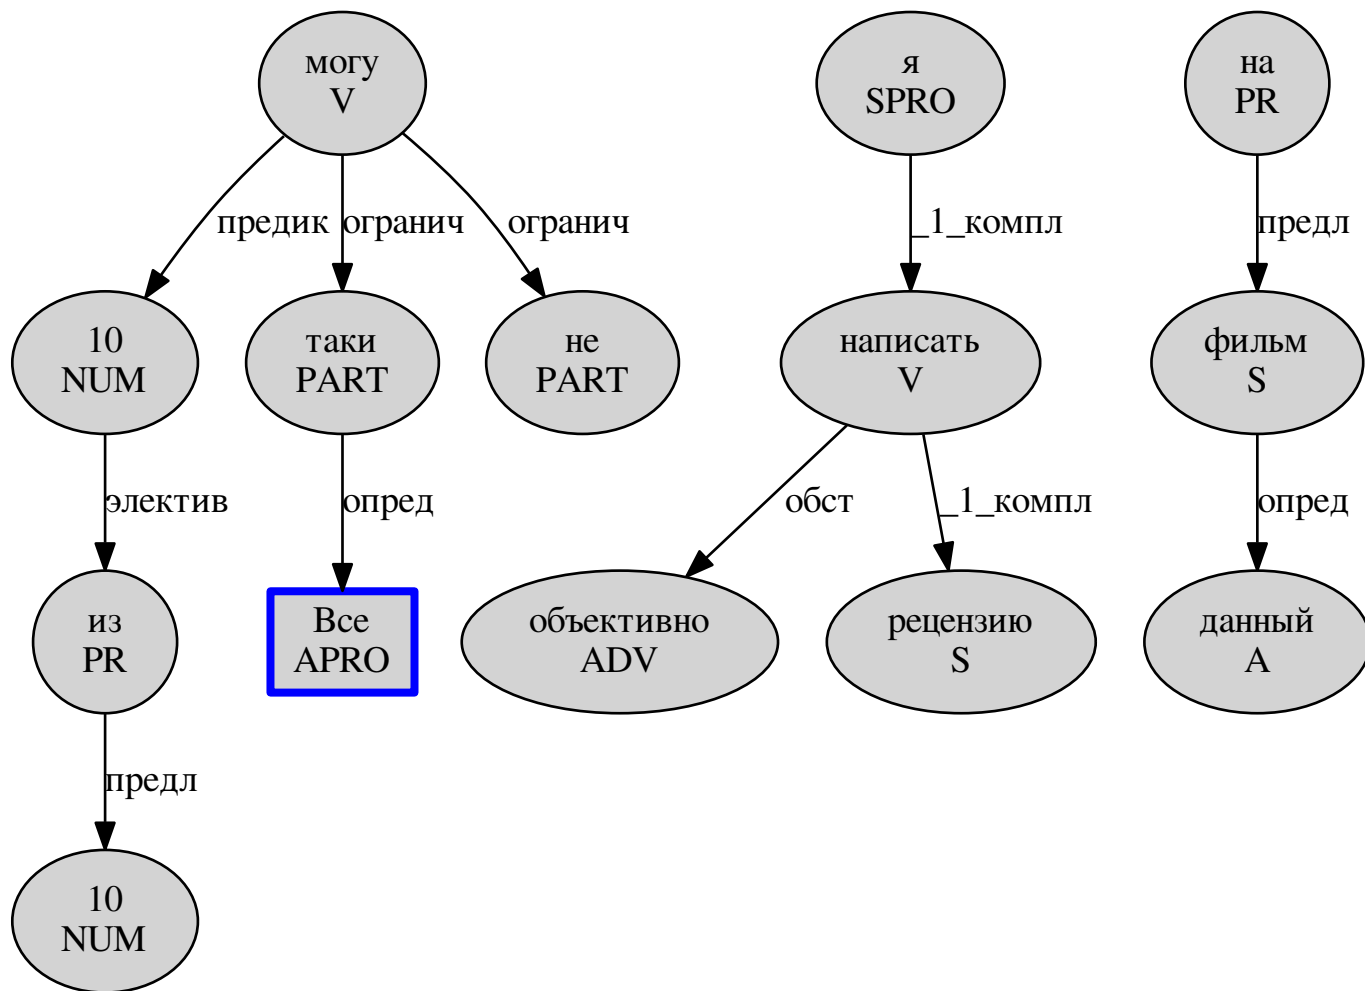 могу
V
я
SPRO
на
PR
предик
огранич
огранич
_1_компл
предл
10
NUM
таки
PART
не
PART
написать
V
фильм
S
электив
опред
обст
_1_компл
опред
из
PR
Все
APRO
объективно
ADV
рецензию
S
данный
A
предл
10
NUM